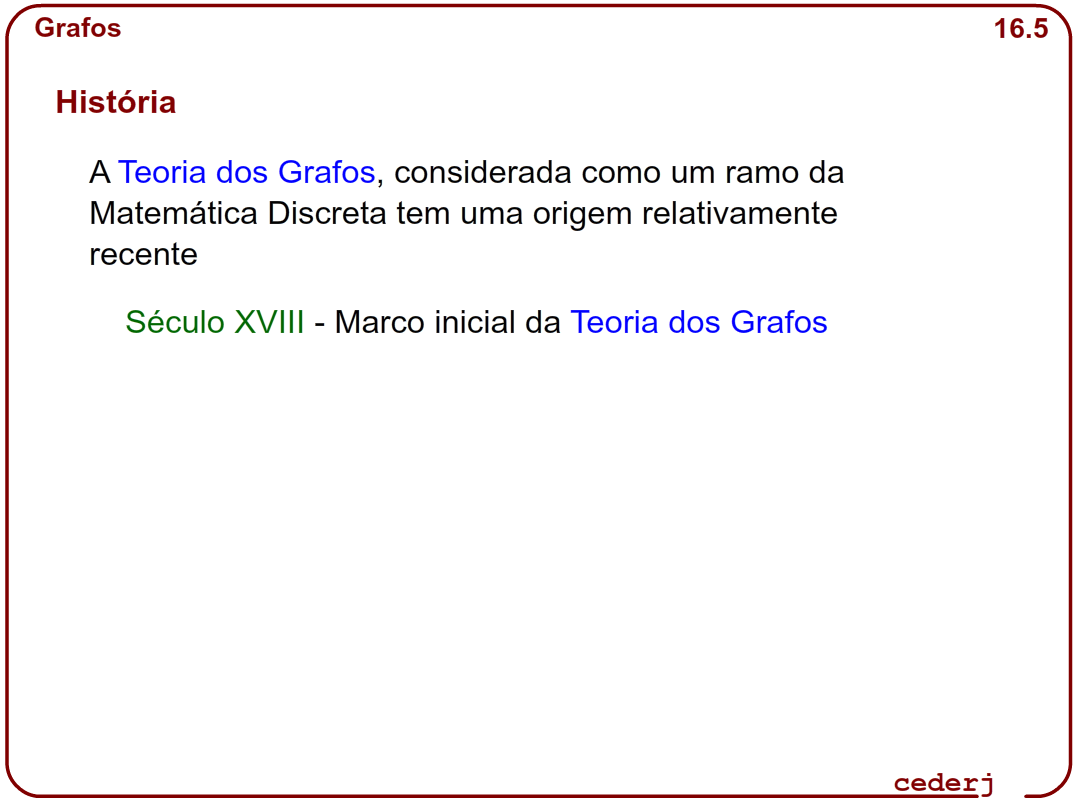 Grafos
16.5
História
A Teoria dos Grafos, considerada como um ramo da
Matemática Discreta tem uma origem relativamente
recente
Século XVIII - Marco inicial da Teoria dos Grafos
cederj